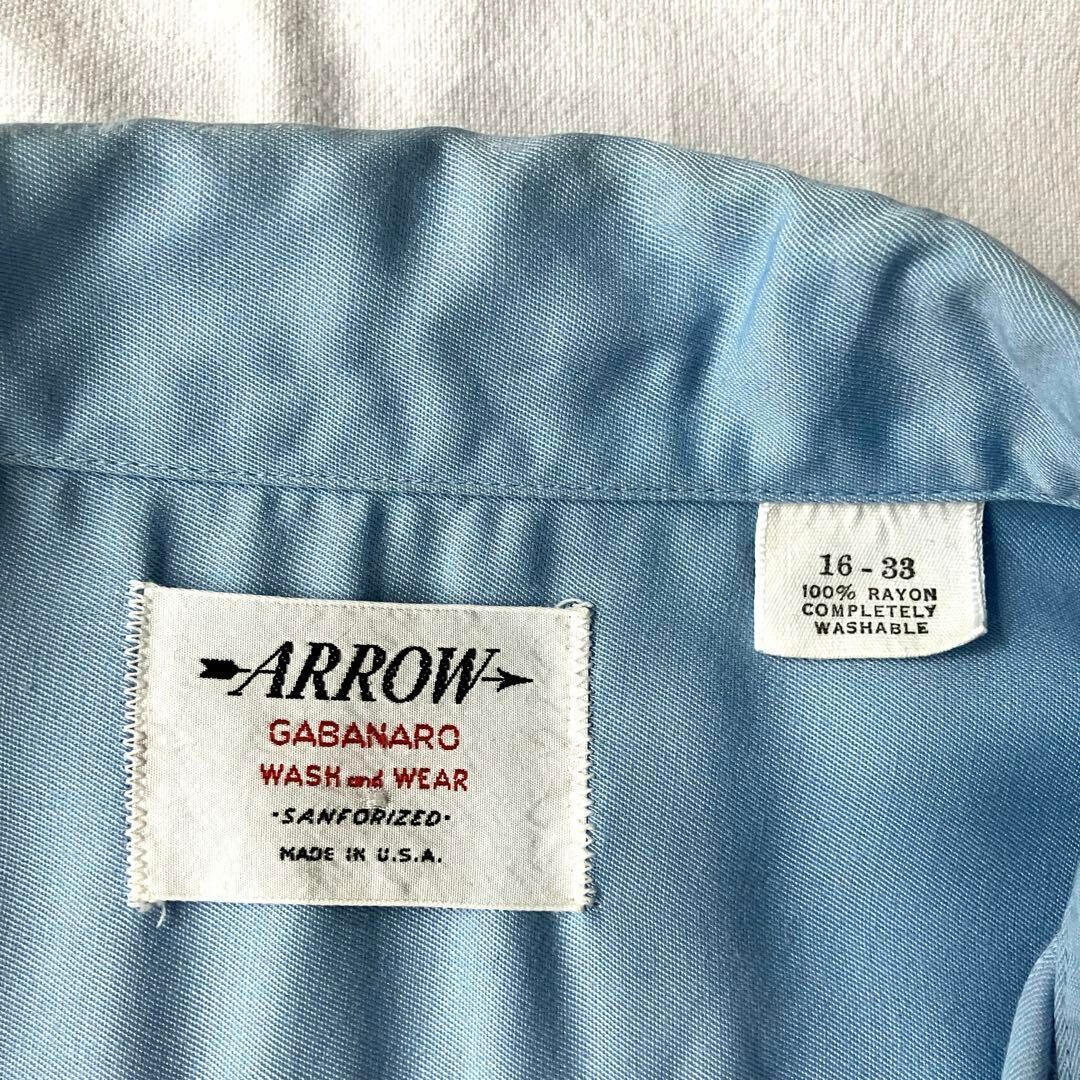 ARROW
GABANARO
WASH and WEAR
·SANFORIZED·
MADE IN U.S.A.
16 - 33
100% RAYON
COMPLETELY
WASHABLE